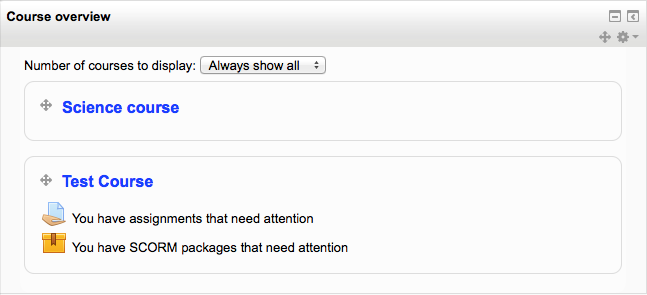 Course overview
Number of courses to display: Always show all
Science course
Test Course
You have assignments that need attention
You have SCORM packages that need attention